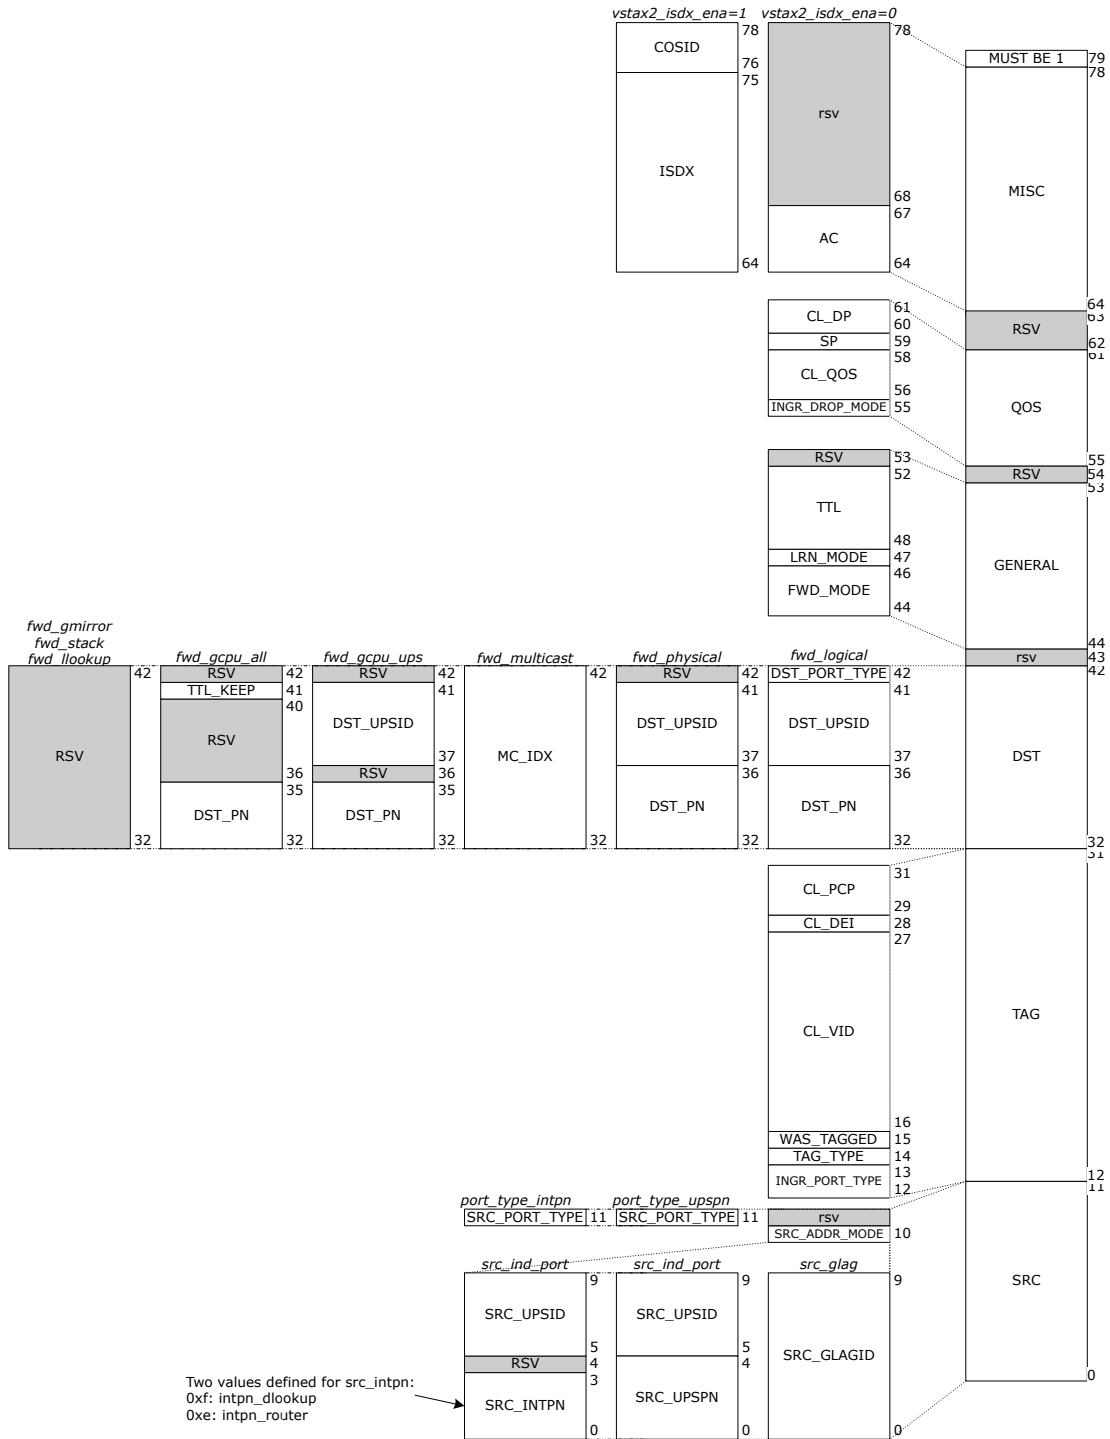 vstax2_isdx_ena=1 vstax2_isdx_ena=0
COSID 78
76
ISDX 75
64
rsv 78
68
AC 67
64
MUST BE 1 79
MISC 78
64
RSV 63
62
QOS 61
55
RSV 54
GENERAL 53
44
rsv 43
DST 42
32
TAG 31
12
SRC 11
0
CL_DP 61
60
SP 59
CL_QOS 58
56
INGR_DROP_MODE 55
RSV 53
TTL 52
48
LRN_MODE 47
FWD_MODE 46
44
fwd_gmirror
fwd_stack
fwd_llookup
RSV 42
32
fwd_gcpu_all
RSV 42
TTL_KEEP 41
RSV 40
36
DST_PN 35
32
fwd_gcpu_ups
RSV 42
DST_UPSID 41
37
RSV 36
DST_PN 35
32
fwd_multicast
MC_IDX 42
32
fwd_physical
RSV 42
DST_UPSID 41
37
DST_PN 36
32
fwd_logical
DST_PORT_TYPE 42
DST_UPSID 41
37
DST_PN 36
32
CL_PCP 31
29
CL_DEI 28
CL_VID 27
16
WAS_TAGGED 15
TAG_TYPE 14
INGR_PORT_TYPE 13
12
port_type_intpn port_type_upspn
SRC_PORT_TYPE 11 SRC_PORT_TYPE 11 rsv
SRC_ADDR_MODE 10
src_ind_port
SRC_UPSID 9
5
RSV 4
SRC_INTPN 3
0
src_ind_port
SRC_UPSID 9
5
SRC_UPSPN 4
0
src_glag
SRC_GLAGID 9
0
Two values defined for src_intpn:
0xf: intpn_dlookup
0xe: intpn_router